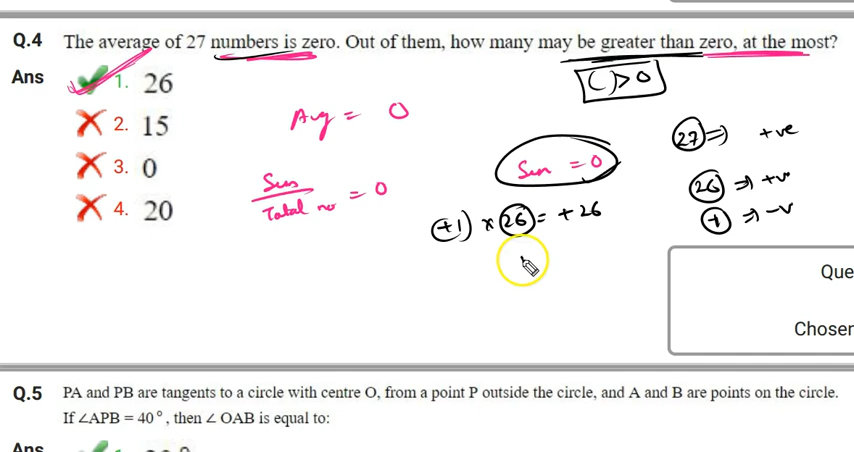 Q.4 The average of 27 numbers is zero. Out of them, how many may be greater than zero, at the most?
Ans 1. 26
2. 15
3. 0
4. 20
( ) > 0
Avg = 0
27 ⇒ +ve
Sum = 0
Total no = 0
26 ⇒ +v
(+1) × 26 = +26
1 ⇒ -v
Que
Chosen
Q.5 PA and PB are tangents to a circle with centre O, from a point P outside the circle, and A and B are points on the circle.
If ∠APB = 40°, then ∠ OAB is equal to:
Ans